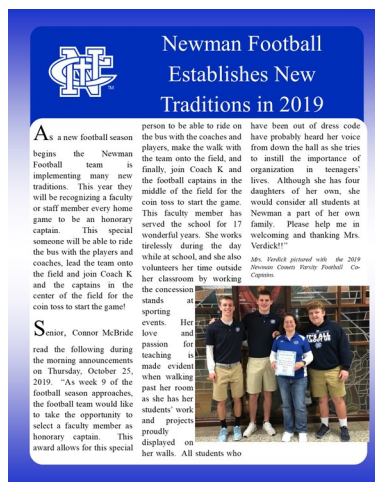 Newman Football
Establishes New
Traditions in 2019
NC
TM
As a new football season
begins the Newman
Football team is
implementing many new
traditions. This year they
will be recognizing a faculty
or staff member every home
game to be an honorary
captain. This special
someone will be able to ride
the bus with the players and
coaches, lead the team onto
the field and join Coach K
and the captains in the
center of the field for the
coin toss to start the game!
Senior, Connor McBride
read the following during
the morning announcements
on Thursday, October 25,
2019. “As week 9 of the
football season approaches,
the football team would like
to take the opportunity to
select a faculty member as
honorary captain. This
award allows for this special
person to be able to ride on
the bus with the coaches and
players, make the walk with
the team onto the field, and
finally, join Coach K and
the football captains in the
middle of the field for the
coin toss to start the game.
This faculty member has
served the school for 17
wonderful years. She works
tirelessly during the day
while at school, and she also
volunteers her time outside
her classroom by working
the concession
stands at
sporting
events. Her
love and
passion for
teaching is
made evident
when walking
past her room
as she has her
students’ work
and projects
proudly
displayed on
her walls. All students who
have been out of dress code
have probably heard her voice
from down the hall as she tries
to instill the importance of
organization in teenagers’
lives. Although she has four
daughters of her own, she
would consider all students at
Newman a part of her own
family. Please help me in
welcoming and thanking Mrs.
Verdick!!”
Mrs. Verdick pictured with the 2019
Newman Comets Varsity Football Co-
Captains.
IT'S ALL
ABOUT